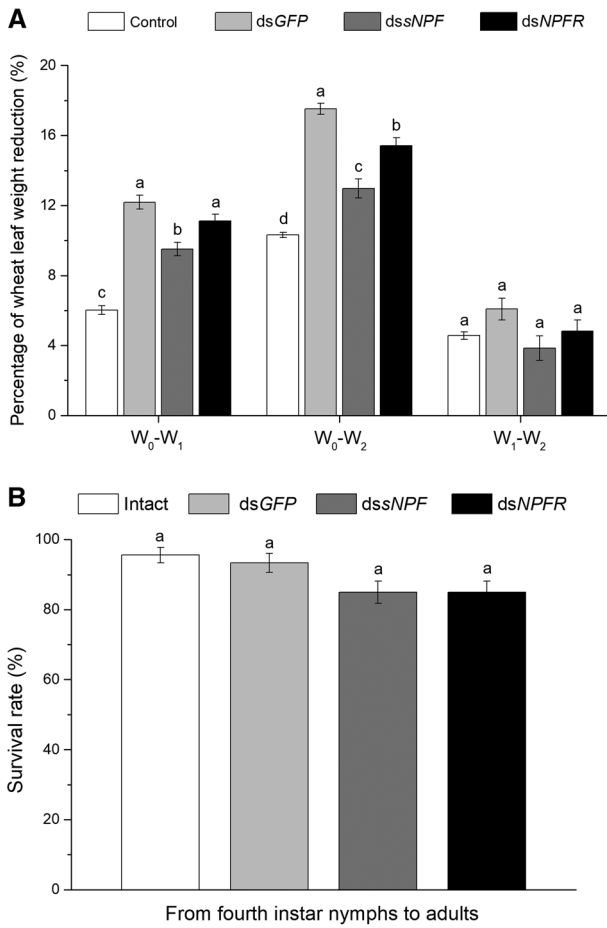 A
Control dsGFP dssNPF dsNPFR
Percentage of wheat leaf weight reduction (%)
20
16
12
8
4
0
c a b a
d a c b
a a a a
W₀-W₁ W₀-W₂ W₁-W₂
B
Intact dsGFP dssNPF dsNPFR
Survival rate (%)
100
80
60
40
20
0
a a a a
From fourth instar nymphs to adults